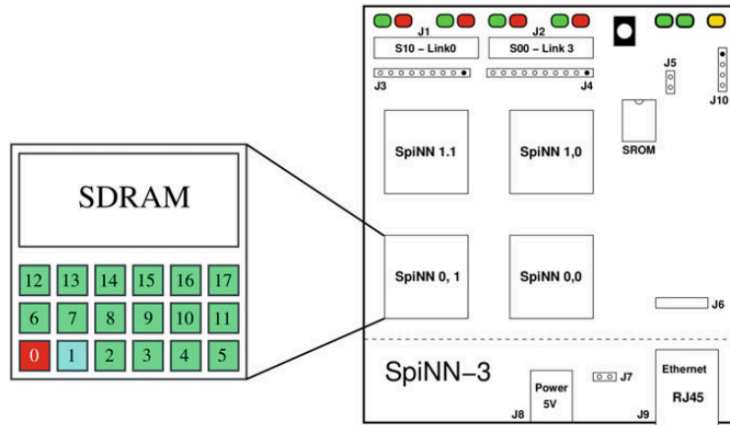 J1
J2
S10 – Link0
S00 – Link 3
J5
J3
J4
J10
SpiNN 1.1
SpiNN 1,0
SROM
SDRAM
12 13 14 15 16 17
6 7 8 9 10 11
0 1 2 3 4 5
SpiNN 0, 1
SpiNN 0,0
J6
SpiNN–3
Power
5V
J7
Ethernet
RJ45
J8
J9